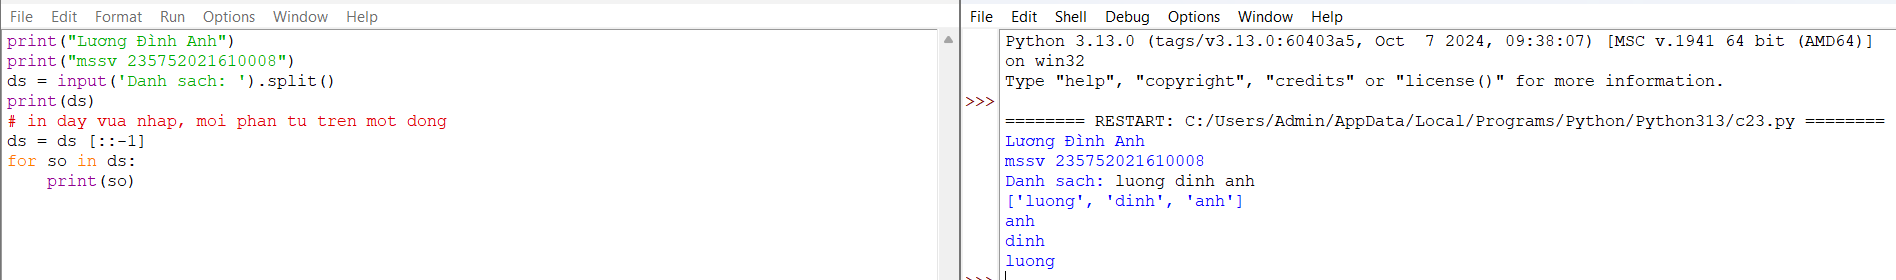 File Edit Format Run Options Window Help
print("Lương Đình Anh")
print("mssv 235752021610008")
ds = input('Danh sach: ').split()
print(ds)
# in day vua nhap, moi phan tu tren mot dong
ds = ds [::-1]
for so in ds:
    print(so)
File Edit Shell Debug Options Window Help
Python 3.13.0 (tags/v3.13.0:60403a5, Oct  7 2024, 09:38:07) [MSC v.1941 64 bit (AMD64)]
on win32
Type "help", "copyright", "credits" or "license()" for more information.
>>>
======== RESTART: C:/Users/Admin/AppData/Local/Programs/Python/Python313/c23.py ========
Lương Đình Anh
mssv 235752021610008
Danh sach: luong dinh anh
['luong', 'dinh', 'anh']
anh
dinh
luong
>>>